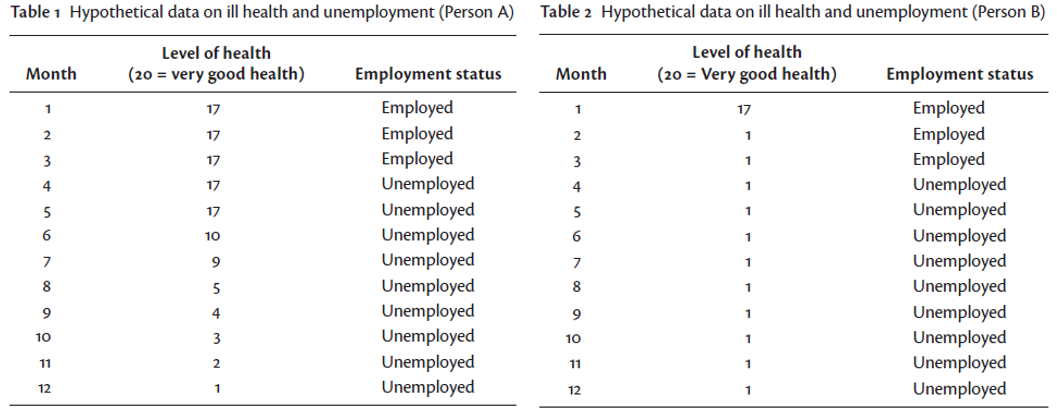 Table 1 Hypothetical data on ill health and unemployment (Person A)
Month Level of health (20 = very good health) Employment status
1 17 Employed
2 17 Employed
3 17 Employed
4 17 Unemployed
5 17 Unemployed
6 10 Unemployed
7 9 Unemployed
8 5 Unemployed
9 4 Unemployed
10 3 Unemployed
11 2 Unemployed
12 1 Unemployed
Table 2 Hypothetical data on ill health and unemployment (Person B)
Month Level of health (20 = Very good health) Employment status
1 17 Employed
2 1 Employed
3 1 Employed
4 1 Unemployed
5 1 Unemployed
6 1 Unemployed
7 1 Unemployed
8 1 Unemployed
9 1 Unemployed
10 1 Unemployed
11 1 Unemployed
12 1 Unemployed